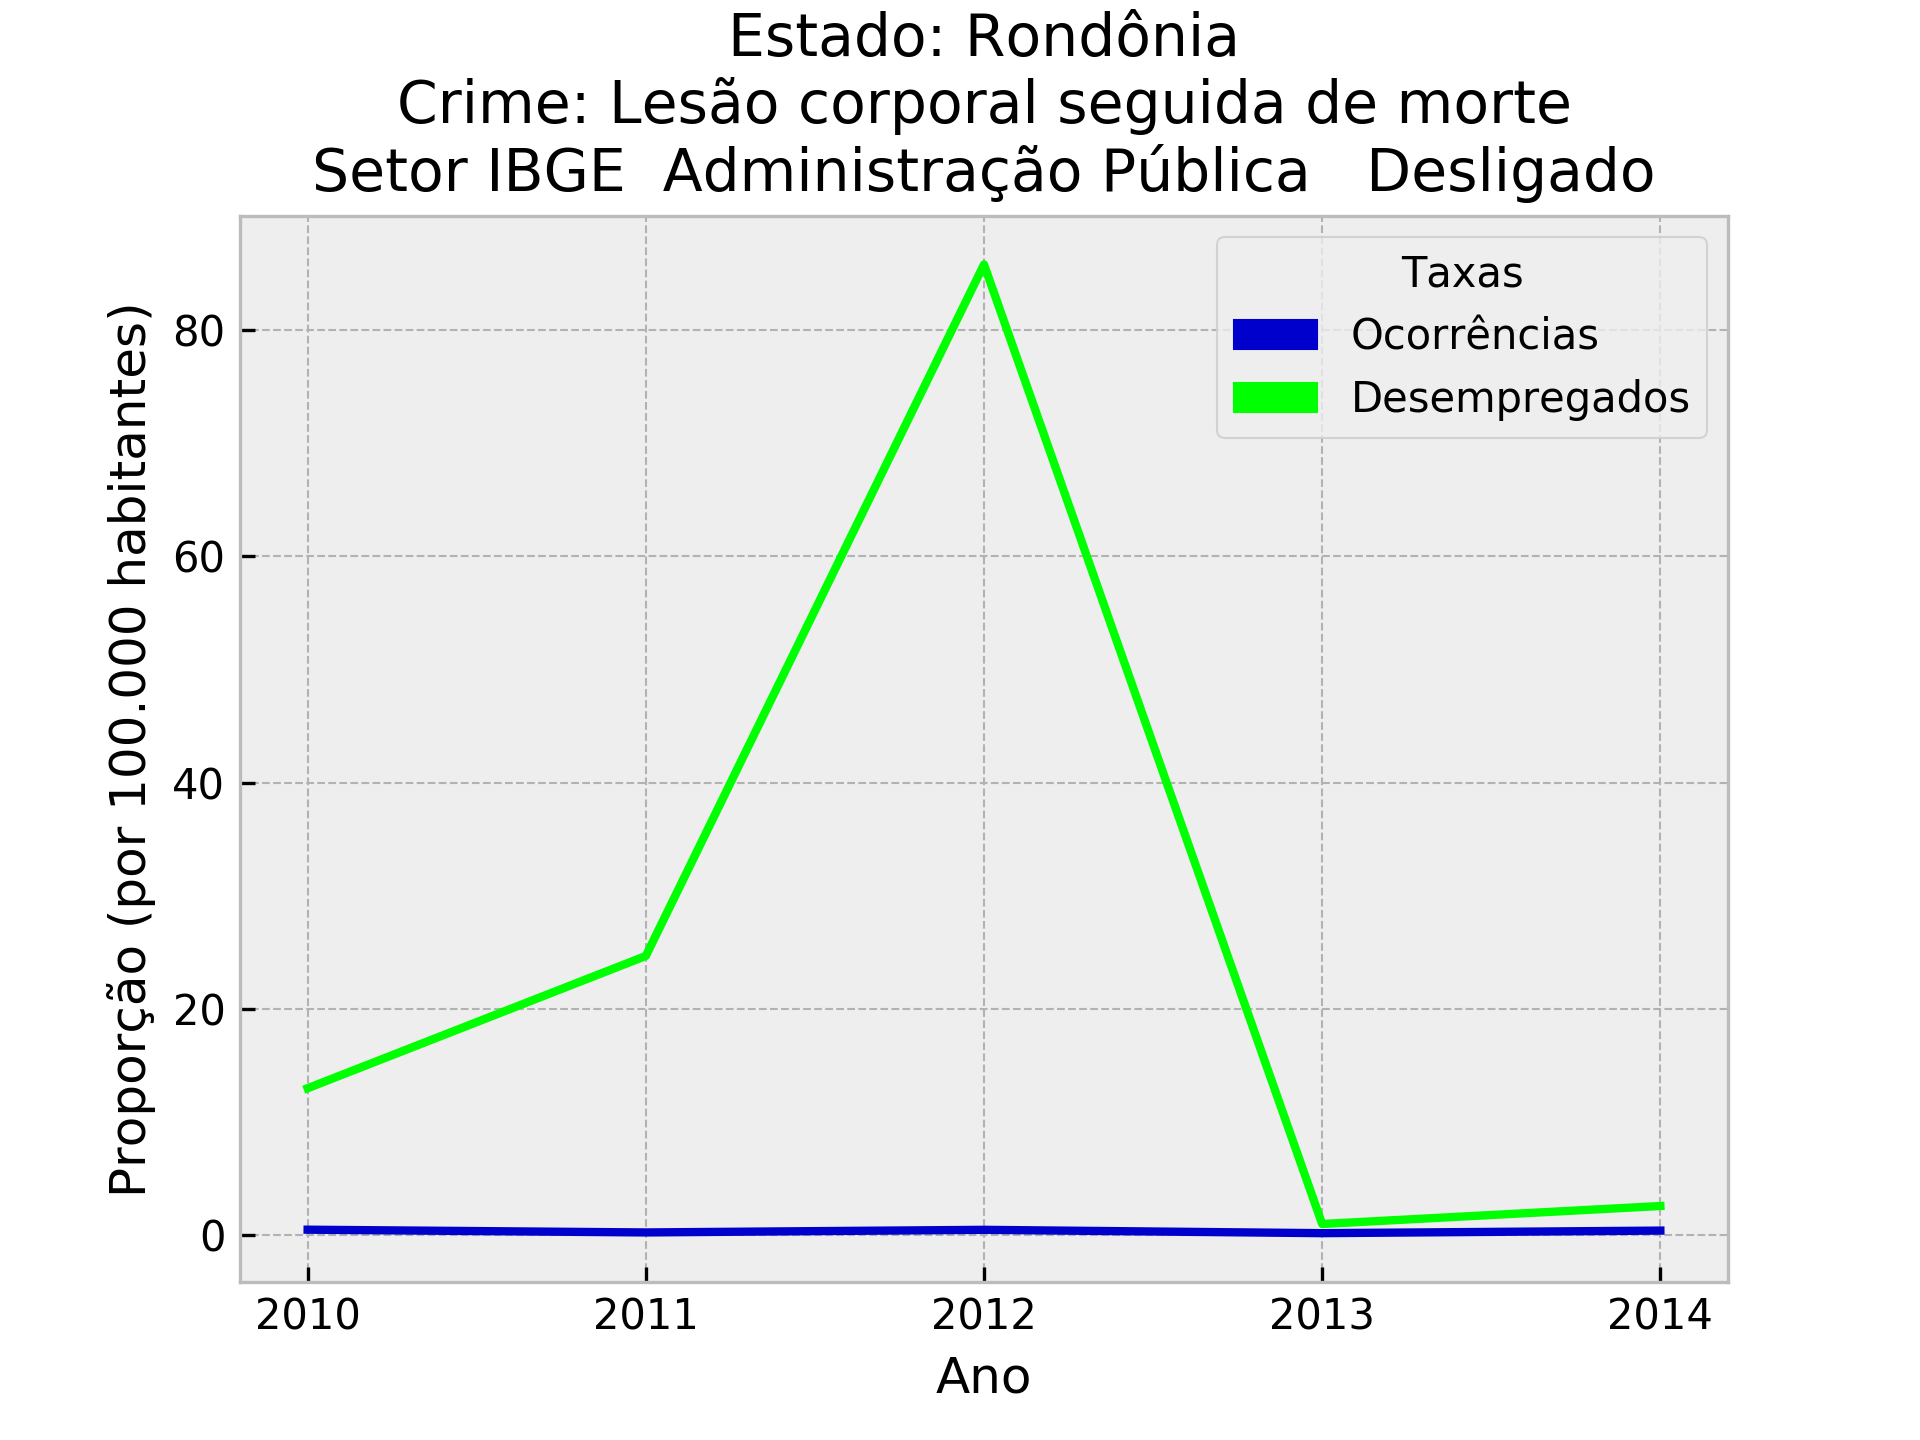 Estado: Rondônia
Crime: Lesão corporal seguida de morte
Setor IBGE  Administração Pública   Desligado
Taxas
Ocorrências
Desempregados
Proporção (por 100.000 habitantes)
80
60
40
20
0
2010 2011 2012 2013 2014
Ano